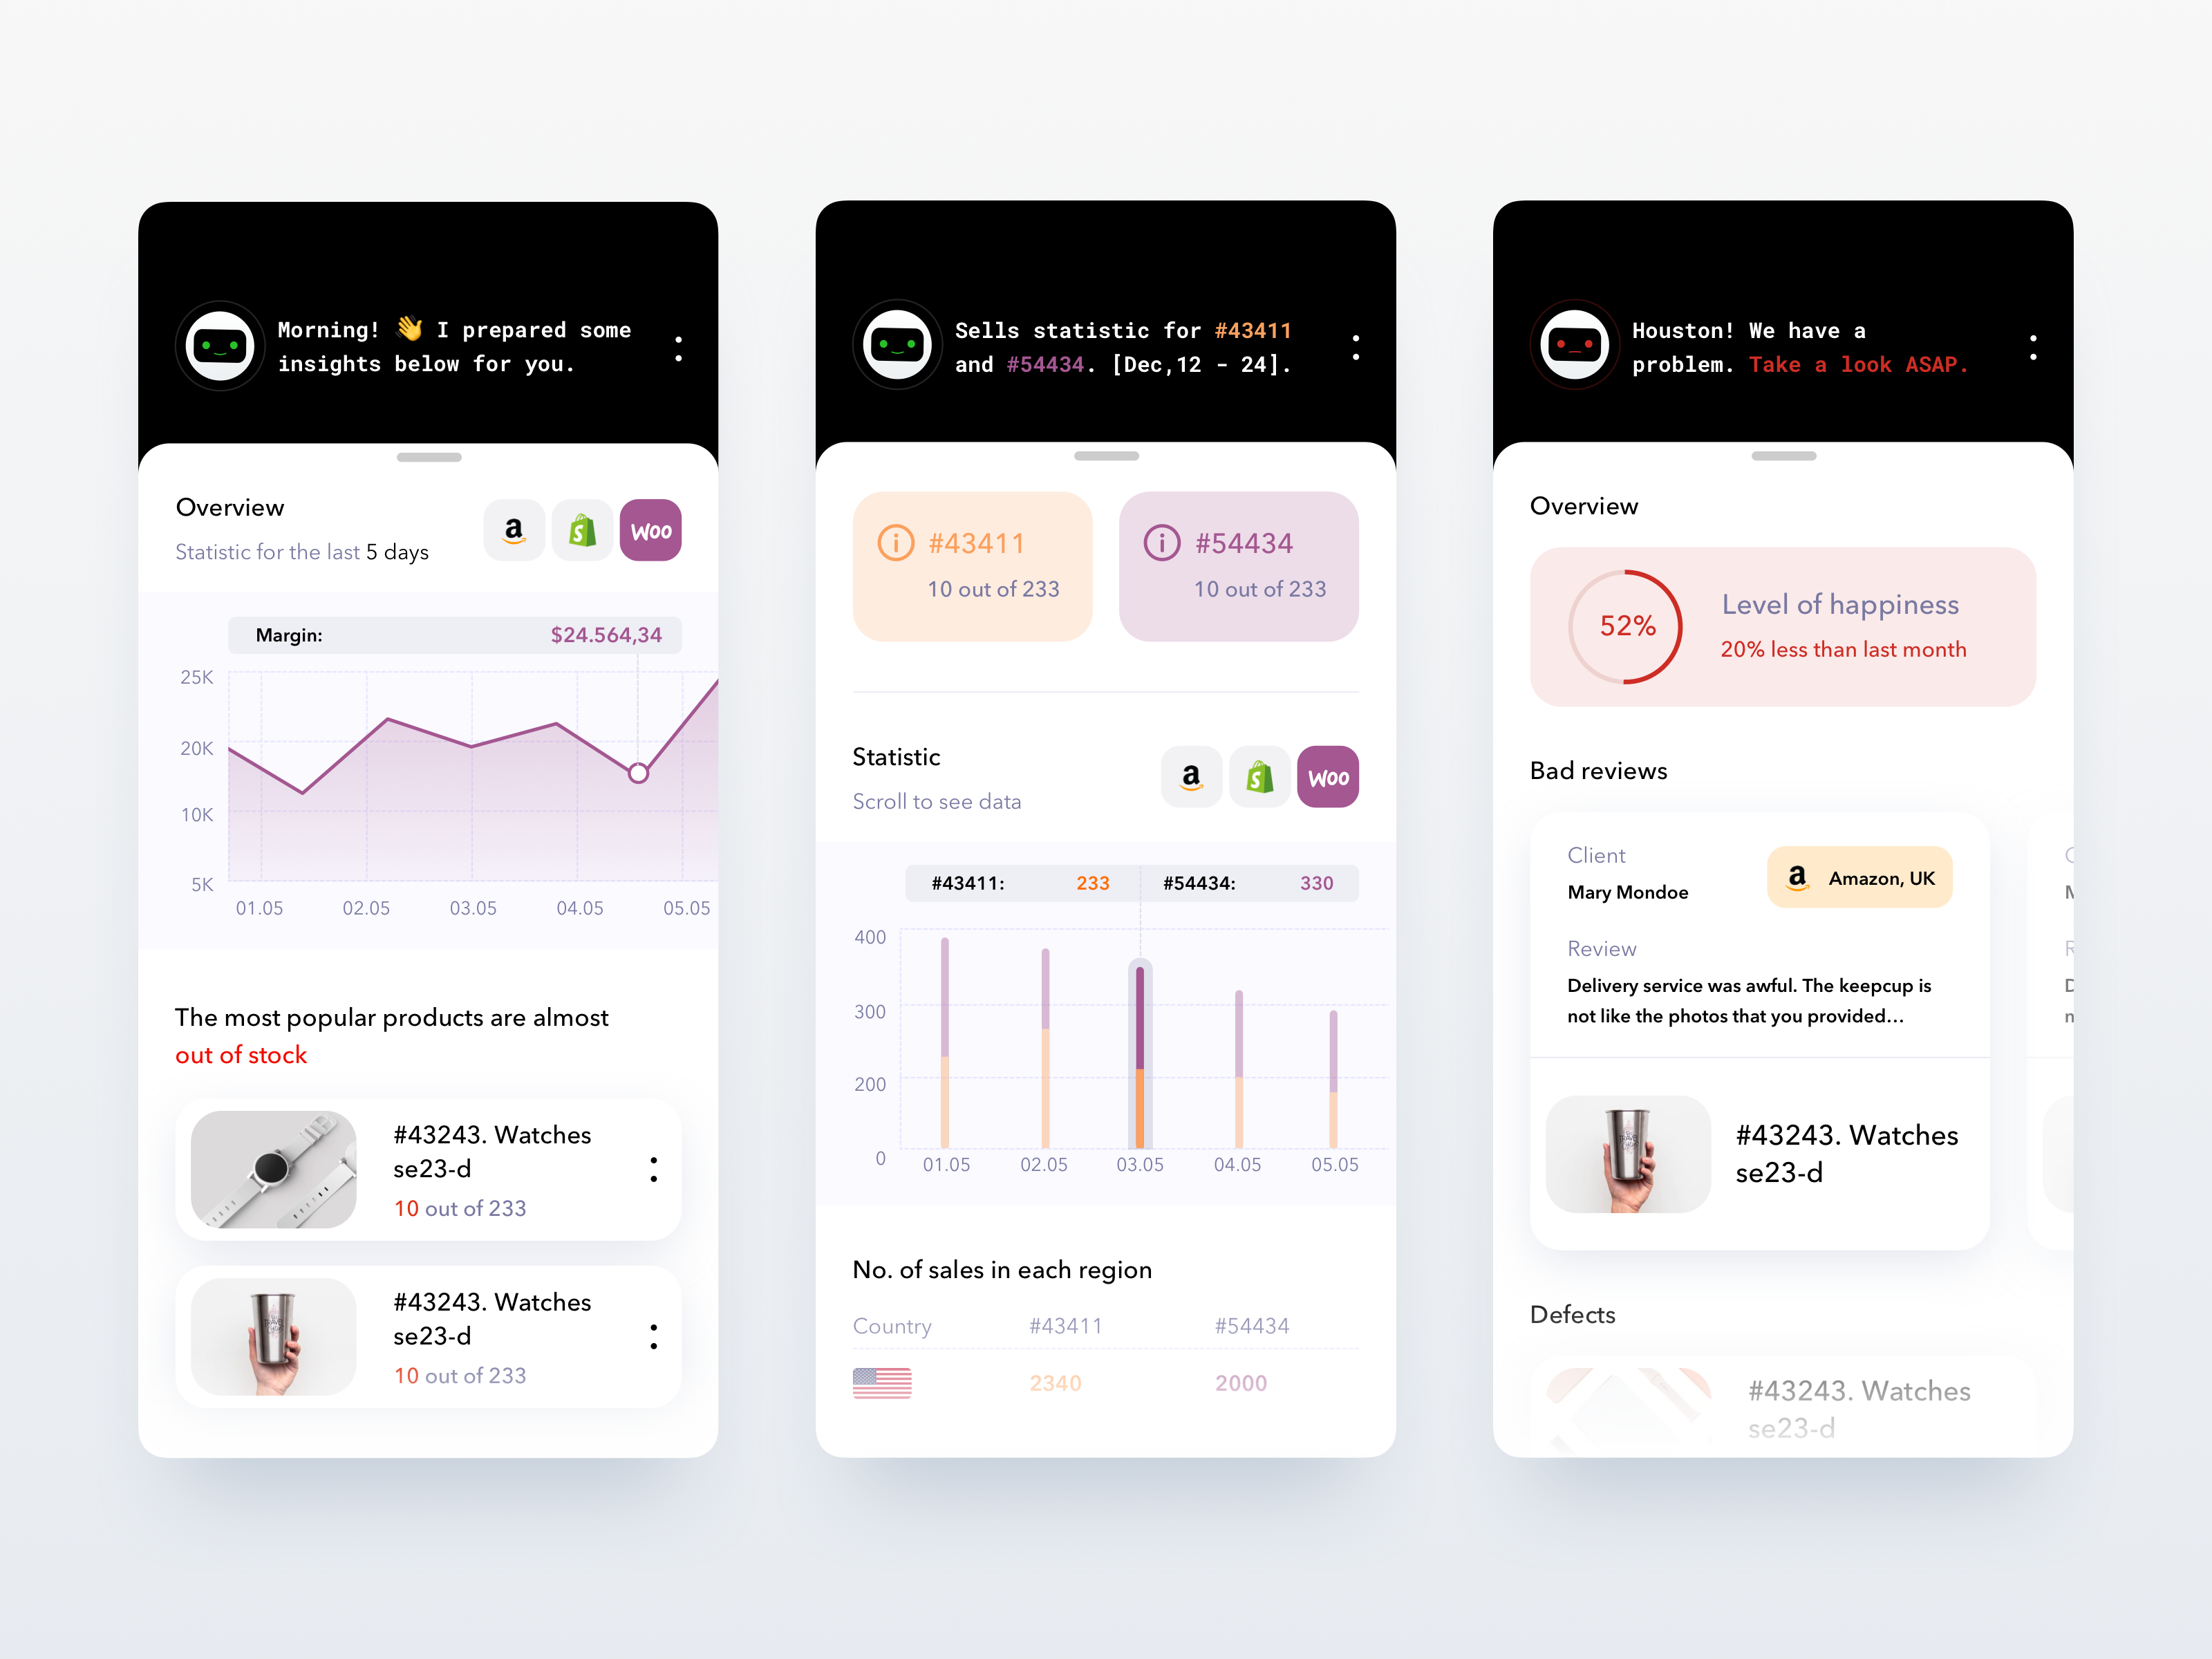 Morning! 👋 I prepared some
insights below for you.
Overview
Statistic for the last 5 days
a
S
WOO
Margin: $24.564,34
25K
20K
10K
5K
01.05 02.05 03.05 04.05 05.05
The most popular products are almost
out of stock
#43243. Watches
se23-d
10 out of 233
#43243. Watches
se23-d
10 out of 233
Sells statistic for #43411
and #54434. [Dec,12 - 24].
#43411
10 out of 233
#54434
10 out of 233
Statistic
Scroll to see data
a
S
WOO
#43411: 233 #54434: 330
400
300
200
0
01.05 02.05 03.05 04.05 05.05
No. of sales in each region
Country #43411 #54434
2340 2000
Houston! We have a
problem. Take a look ASAP.
Overview
52%
Level of happiness
20% less than last month
Bad reviews
Client
Mary Mondoe
a Amazon, UK
Review
Delivery service was awful. The keepcup is
not like the photos that you provided...
#43243. Watches
se23-d
Defects
#43243. Watches
se23-d